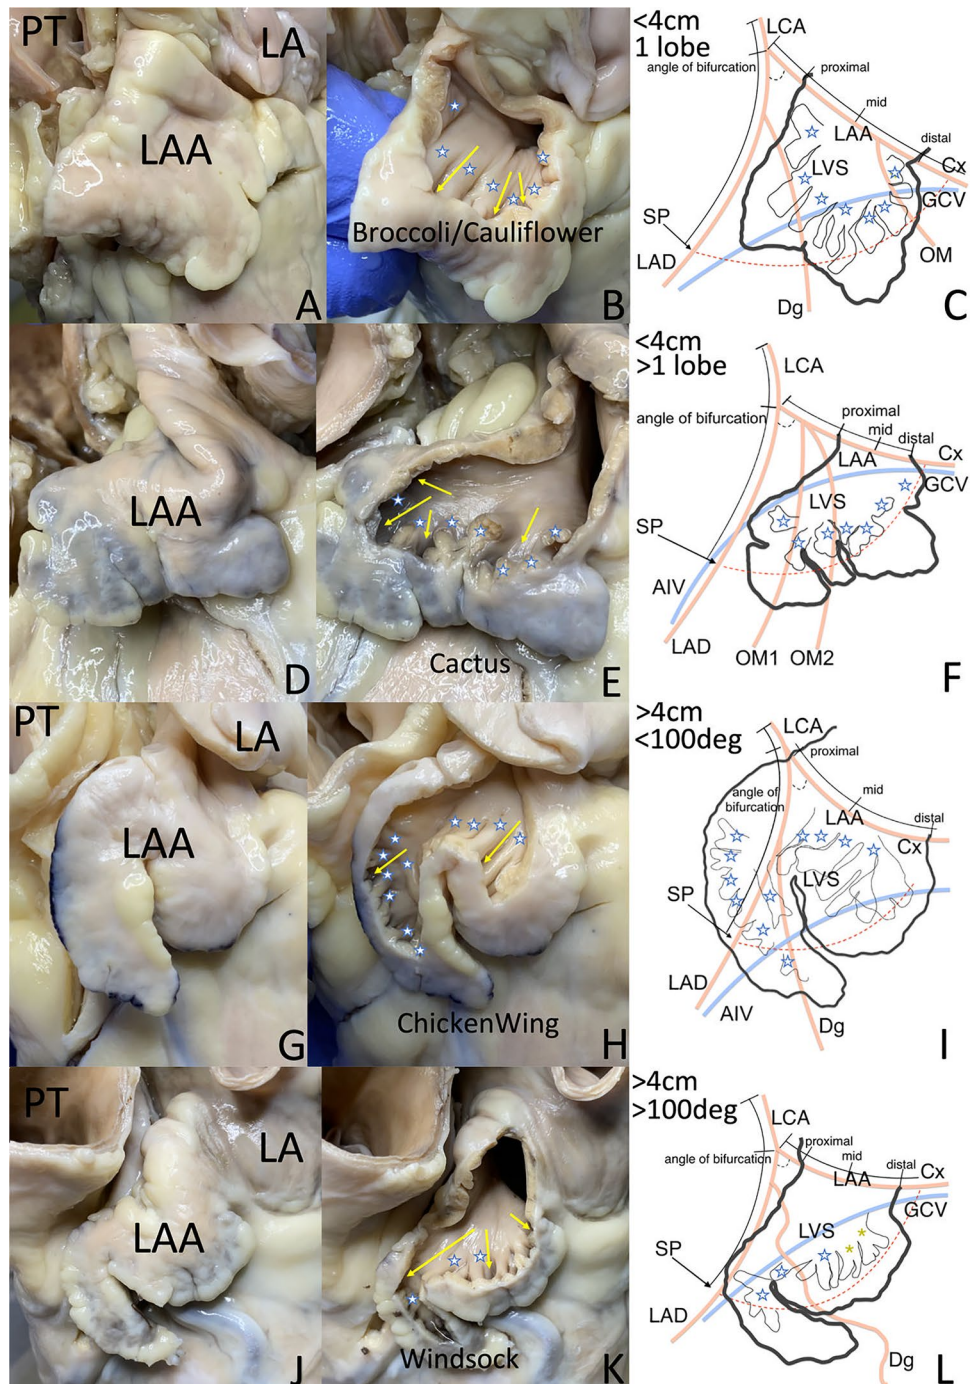 PT
LA
LAA
A
Broccoli/Cauliflower
B
<4cm
1 lobe
LCA
angle of bifurcation
proximal
mid
LAA
distal
Cx
LVS
GCV
SP
LAD
OM
Dg
C
LAA
D
Cactus
E
<4cm
>1 lobe
LCA
angle of bifurcation
proximal
mid
distal
LAA
Cx
GCV
LVS
SP
AIV
LAD
OM1
OM2
F
PT
LA
LAA
G
ChickenWing
H
>4cm
<100deg
LCA
proximal
angle of
bifurcation
mid
LAA
distal
Cx
LVS
SP
LAD
AIV
Dg
I
PT
LA
LAA
J
Windsock
K
>4cm
>100deg
LCA
proximal
angle of bifurcation
mid
distal
LAA
Cx
GCV
LVS
SP
LAD
Dg
L